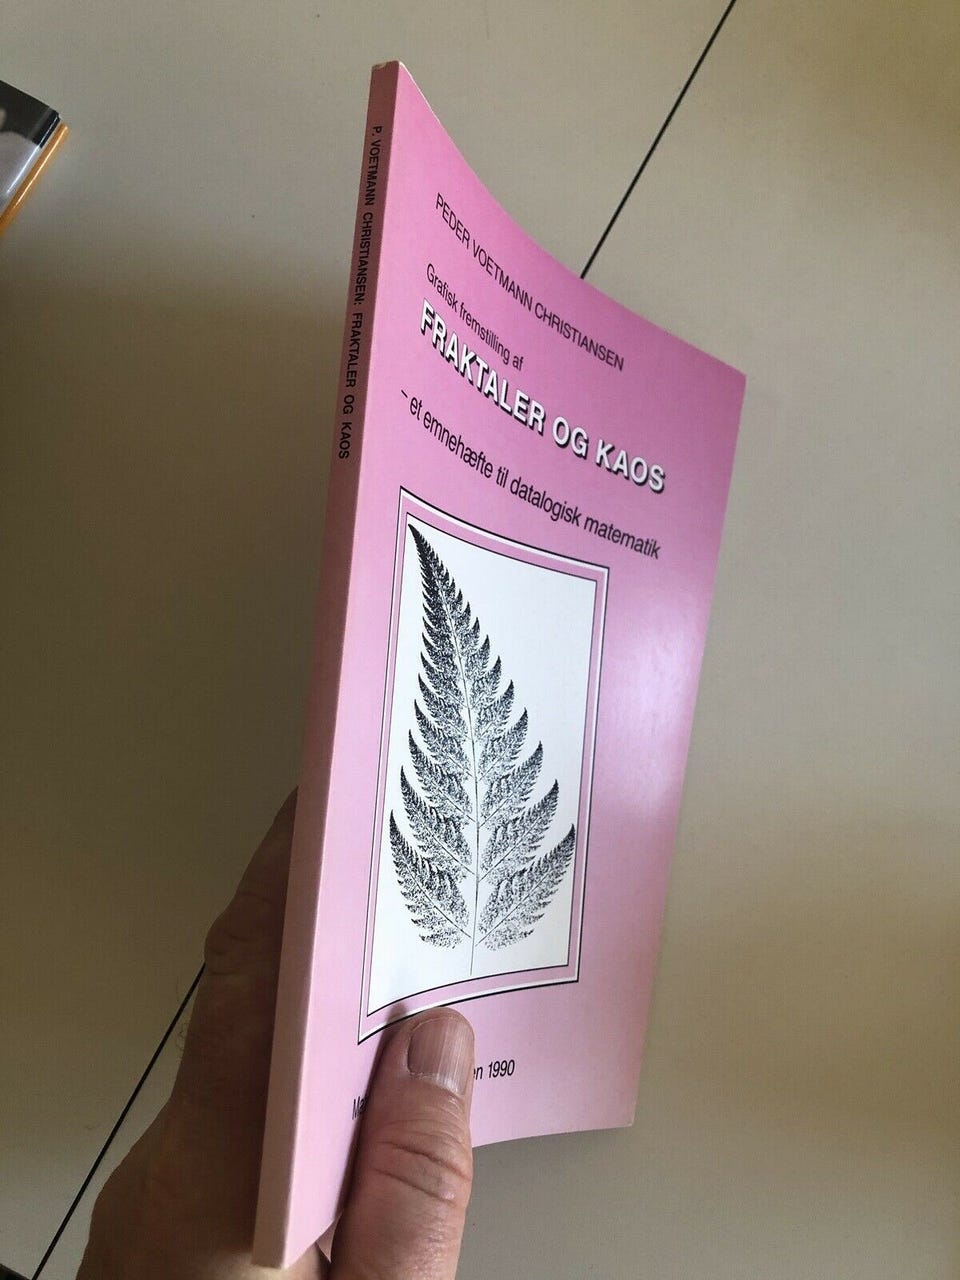 P. VOETMANN CHRISTIANSEN: FRAKTALER OG KAOS
PEDER VOETMANN CHRISTIANSEN
Grafisk fremstilling af
FRAKTALER OG KAOS
– et emnehæfte til datalogisk matematik
1990